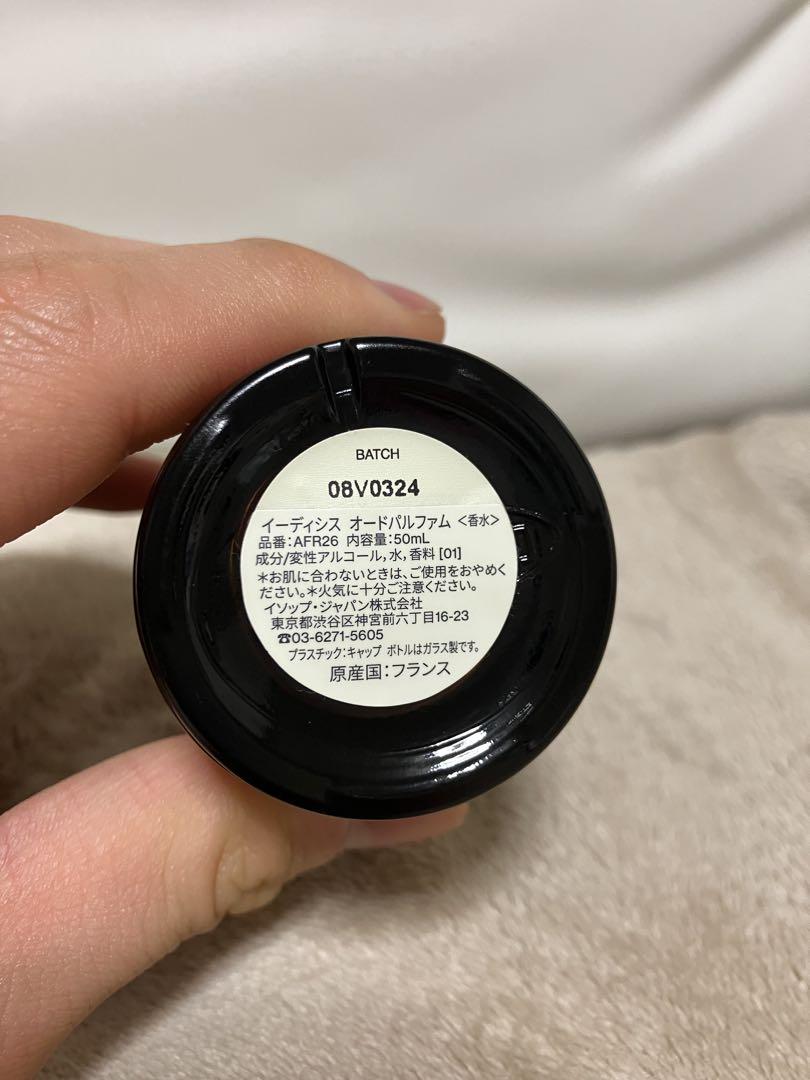 BATCH
08V0324
イーディシス オードパルファム <香水>
品番:AFR26 内容量:50mL
成分/変性アルコール,水,香料 [01]
*お肌に合わないときは、ご使用をおやめく
ださい。*火気に十分ご注意ください。
イソップ・ジャパン株式会社
東京都渋谷区神宮前六丁目16-23
☎03-6271-5605
プラスチック:キャップ ボトルはガラス製です。
原産国:フランス